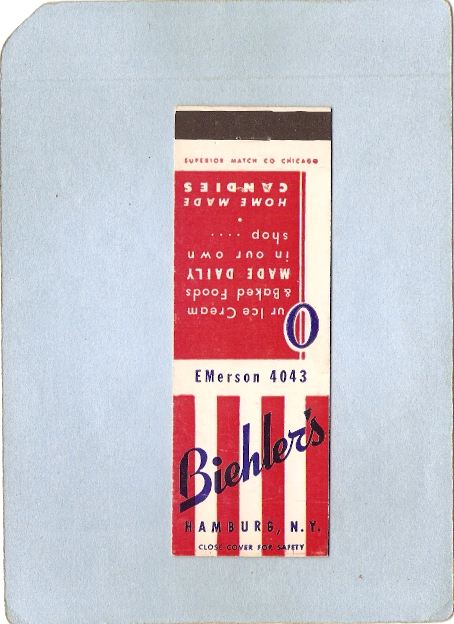 SUPERIOR MATCH CO CHICAGO
Our Ice Cream
& Baked Foods
MADE DAILY
in our own
shop ....
•
HOME MADE
CANDIES
EMerson 4043
Biehler's
HAMBURG, N.Y.
CLOSE COVER FOR SAFETY